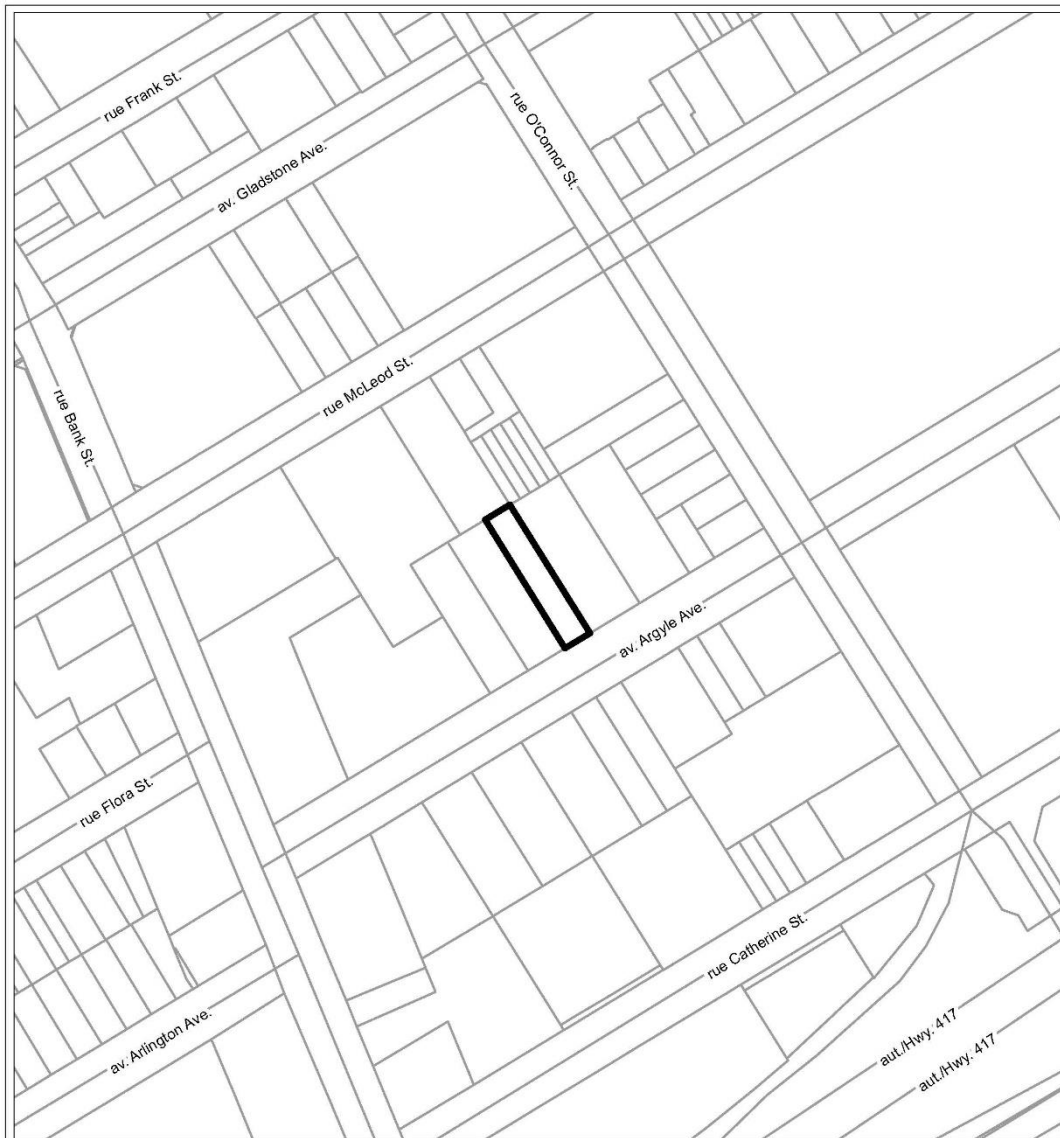 rue Frank St.
rue O'Connor St.
av. Gladstone Ave.
rue McLeod St.
rue Bank St.
av. Argyle Ave.
rue Flora St.
rue Catherine St.
av. Arlington Ave.
aut./Hwy. 417
aut./Hwy. 417